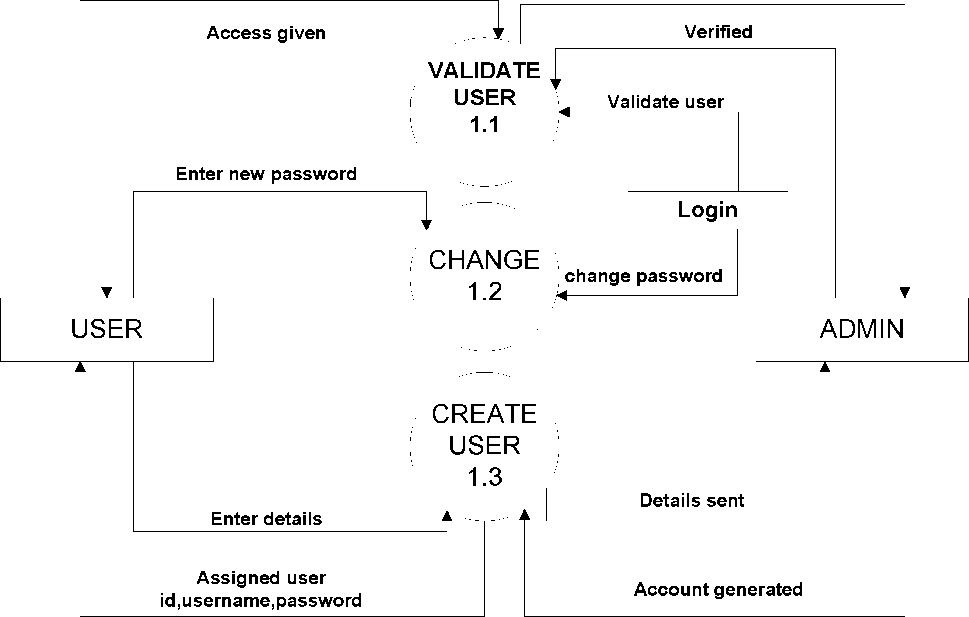 Access given
Verified
VALIDATE
USER
1.1
Validate user
Enter new password
Login
CHANGE
1.2
change password
USER
ADMIN
CREATE
USER
1.3
Details sent
Enter details
Assigned user
id,username,password
Account generated